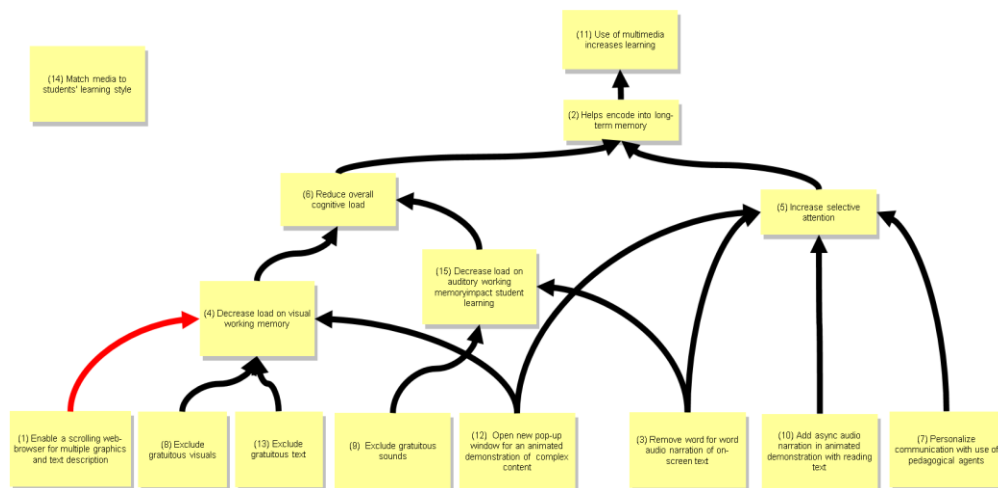 (11) Use of multimedia
increases learning
(14) Match media to
students' learning style
(2) Helps encode into long-
term memory
(6) Reduce overall
cognitive load
(5) Increase selective
attention
(15) Decrease load on
auditory working
memoryimpact student
learning
(4) Decrease load on visual
working memory
(1) Enable a scrolling web-
browser for multiple graphics
and text description
(8) Exclude
gratuitous visuals
(13) Exclude
gratuitous text
(9) Exclude gratuitous
sounds
(12) Open new pop-up
window for an animated
demonstration of complex
content
(3) Remove word for word
audio narration of on-
screen text
(10) Add async audio
narration in animated
demonstration with reading
text
(7) Personalize
communication with use of
pedagogical agents